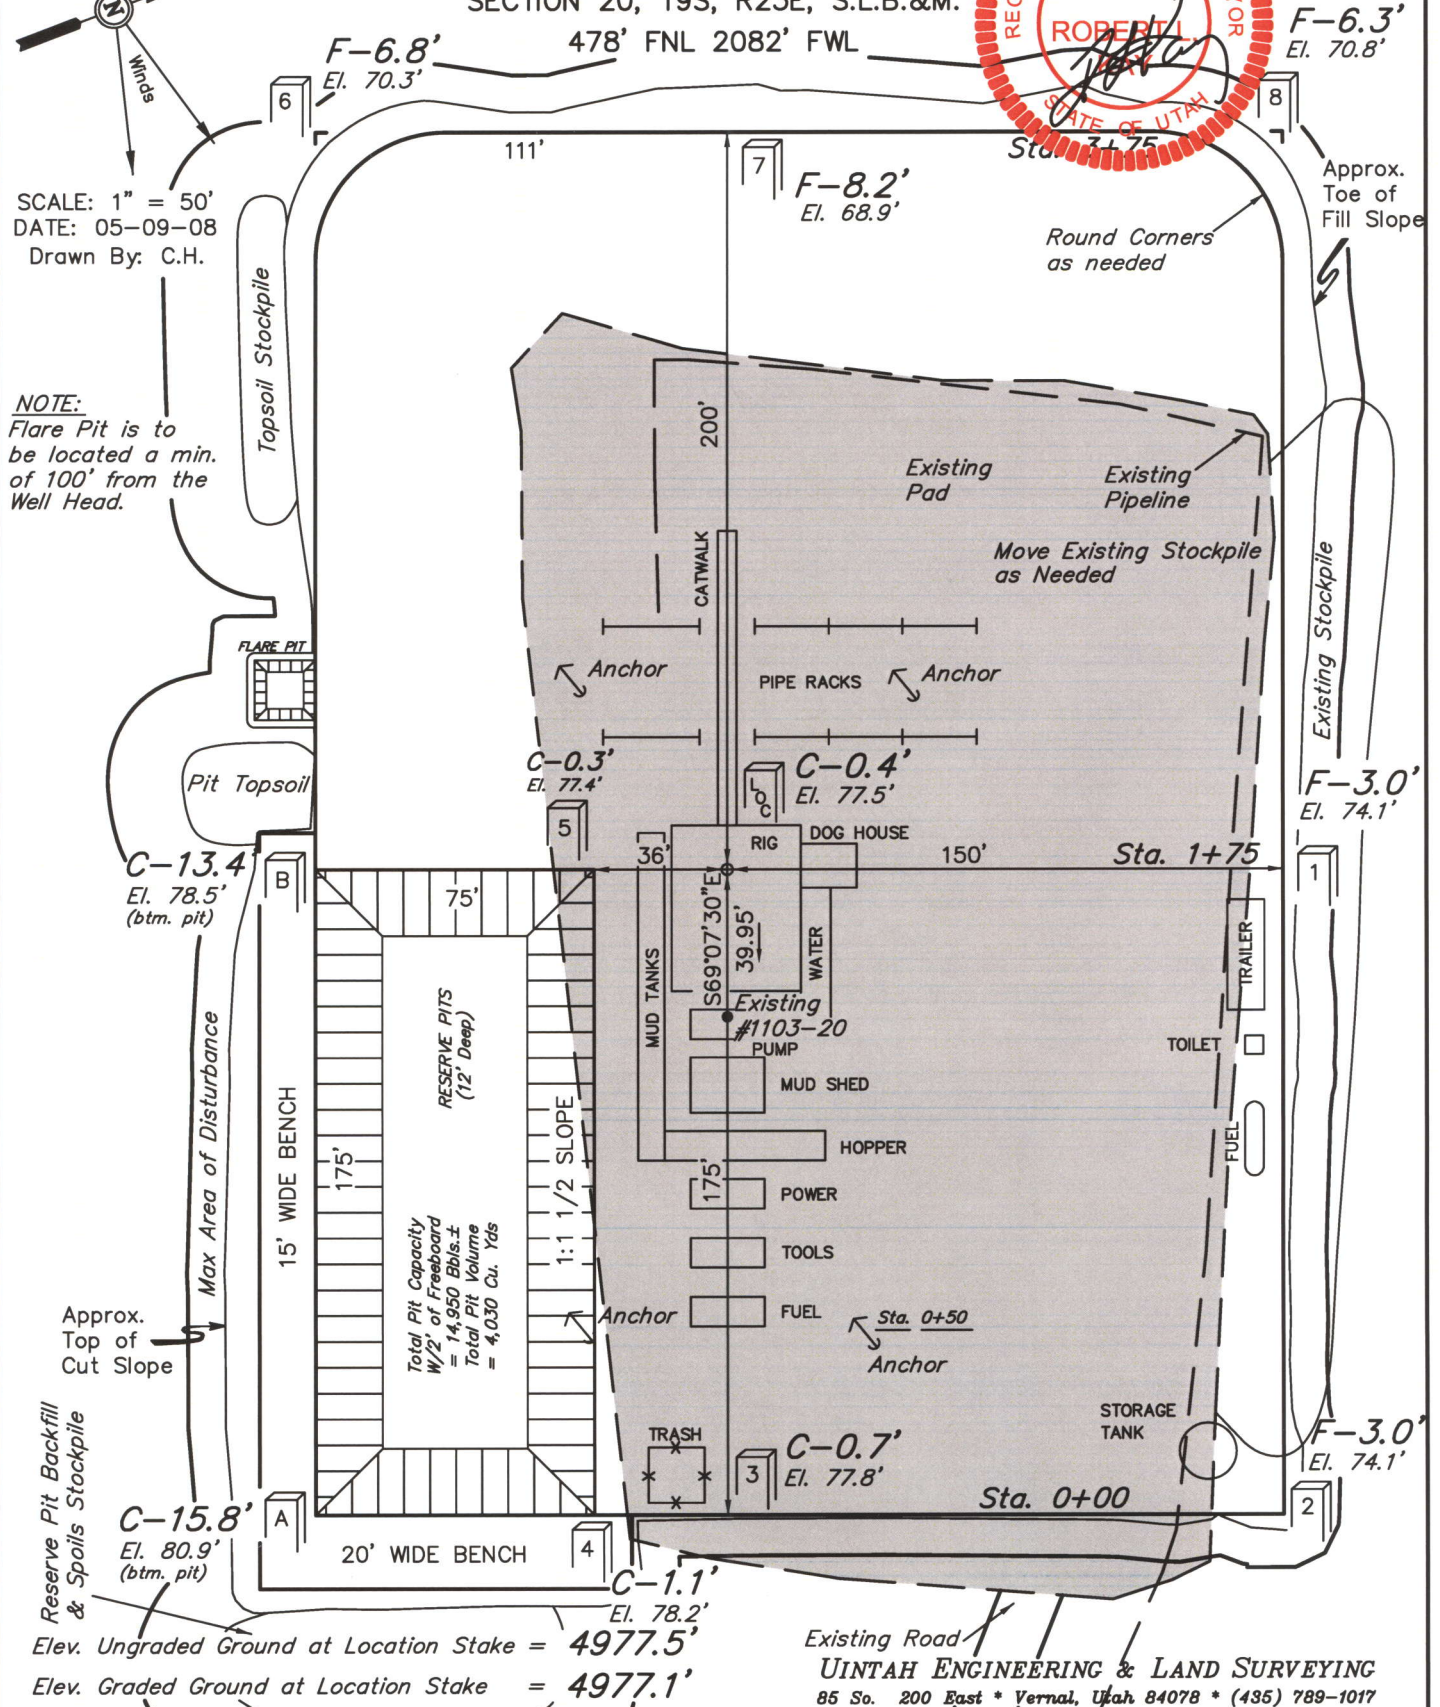 SECTION 20, T9S, R23E, S.L.B.&M.
478' FNL 2082' FWL
N
Winds
SCALE: 1" = 50'
DATE: 05-09-08
Drawn By: C.H.
F-6.8'
El. 70.3'
6
ROBERT L.
KAY
STATE OF UTAH
F-6.3'
El. 70.8'
8
111'
7
Sta. 3+75
F-8.2'
El. 68.9'
Approx.
Toe of
Fill Slope
Round Corners
as needed
Topsoil Stockpile
NOTE:
Flare Pit is to
be located a min.
of 100' from the
Well Head.
200'
Existing
Pad
Existing
Pipeline
Move Existing Stockpile
as Needed
Existing Stockpile
CATWALK
FLARE PIT
Anchor
PIPE RACKS
Anchor
Pit Topsoil
C-0.3'
El. 77.4'
5
LOC
C-0.4'
El. 77.5'
F-3.0'
El. 74.1'
1
C-13.4'
El. 78.5'
(btm. pit)
B
36'
RIG
DOG HOUSE
150'
Sta. 1+75
75'
S69°07'30"E
39.95'
WATER
MUD TANKS
TRAILER
Existing
#1103-20
PUMP
TOILET
MUD SHED
FUEL
HOPPER
175'
POWER
TOOLS
FUEL
RESERVE PITS
(12' Deep)
1:1 1/2 SLOPE
175'
15' WIDE BENCH
Max Area of Disturbance
Total Pit Capacity
W/2' of Freeboard
= 14,950 Bbls.±
Total Pit Volume
= 4,030 Cu. Yds
Approx.
Top of
Cut Slope
Anchor
Sta. 0+50
Anchor
STORAGE
TANK
TRASH
3
C-0.7'
El. 77.8'
F-3.0'
El. 74.1'
2
Sta. 0+00
Reserve Pit Backfill
& Spoils Stockpile
C-15.8'
El. 80.9'
(btm. pit)
A
20' WIDE BENCH
4
C-1.1'
El. 78.2'
Elev. Ungraded Ground at Location Stake = 4977.5'
Elev. Graded Ground at Location Stake = 4977.1'
Existing Road
UINTAH ENGINEERING & LAND SURVEYING
85 So. 200 East * Vernal, Utah 84078 * (435) 789-1017